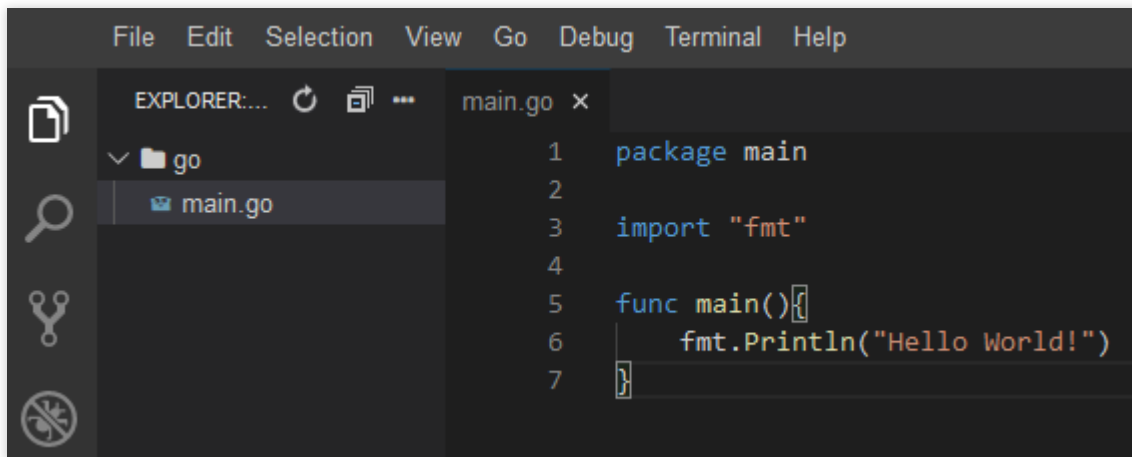 File Edit Selection View Go Debug Terminal Help
EXPLORER:...
go
main.go
main.go ×
1 package main
2
3 import "fmt"
4
5 func main(){
6     fmt.Println("Hello World!")
7 }